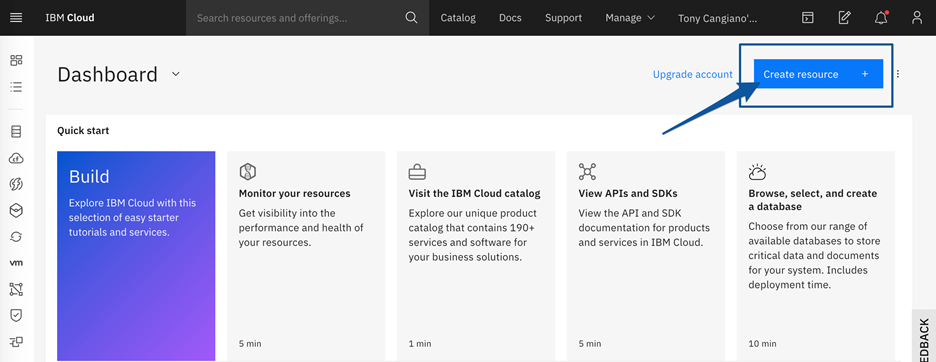 IBM Cloud
Search resources and offerings...
Catalog
Docs
Support
Manage
Tony Cangiano'...
Dashboard
Upgrade account
Create resource +
Quick start
Build
Explore IBM Cloud with this
selection of easy starter
tutorials and services.
Monitor your resources
Get visibility into the
performance and health of
your resources.
5 min
Visit the IBM Cloud catalog
Explore our unique product
catalog that contains 190+
services and software for
your business solutions.
1 min
View APIs and SDKs
View the API and SDK
documentation for products
and services in IBM Cloud.
5 min
Browse, select, and create
a database
Choose from our range of
available databases to store
critical data and documents
for your system. Includes
deployment time.
10 min
vm
EDBACK